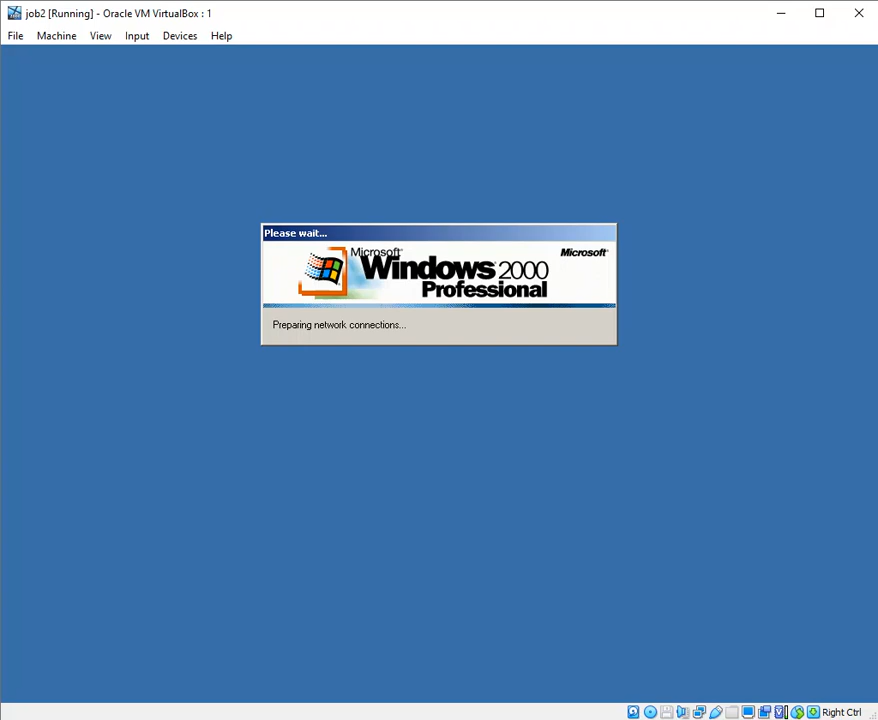 job2 [Running] - Oracle VM VirtualBox : 1
File Machine View Input Devices Help
Please wait...
Microsoft®
Windows® 2000
Professional
Microsoft®
Preparing network connections...
Right Ctrl